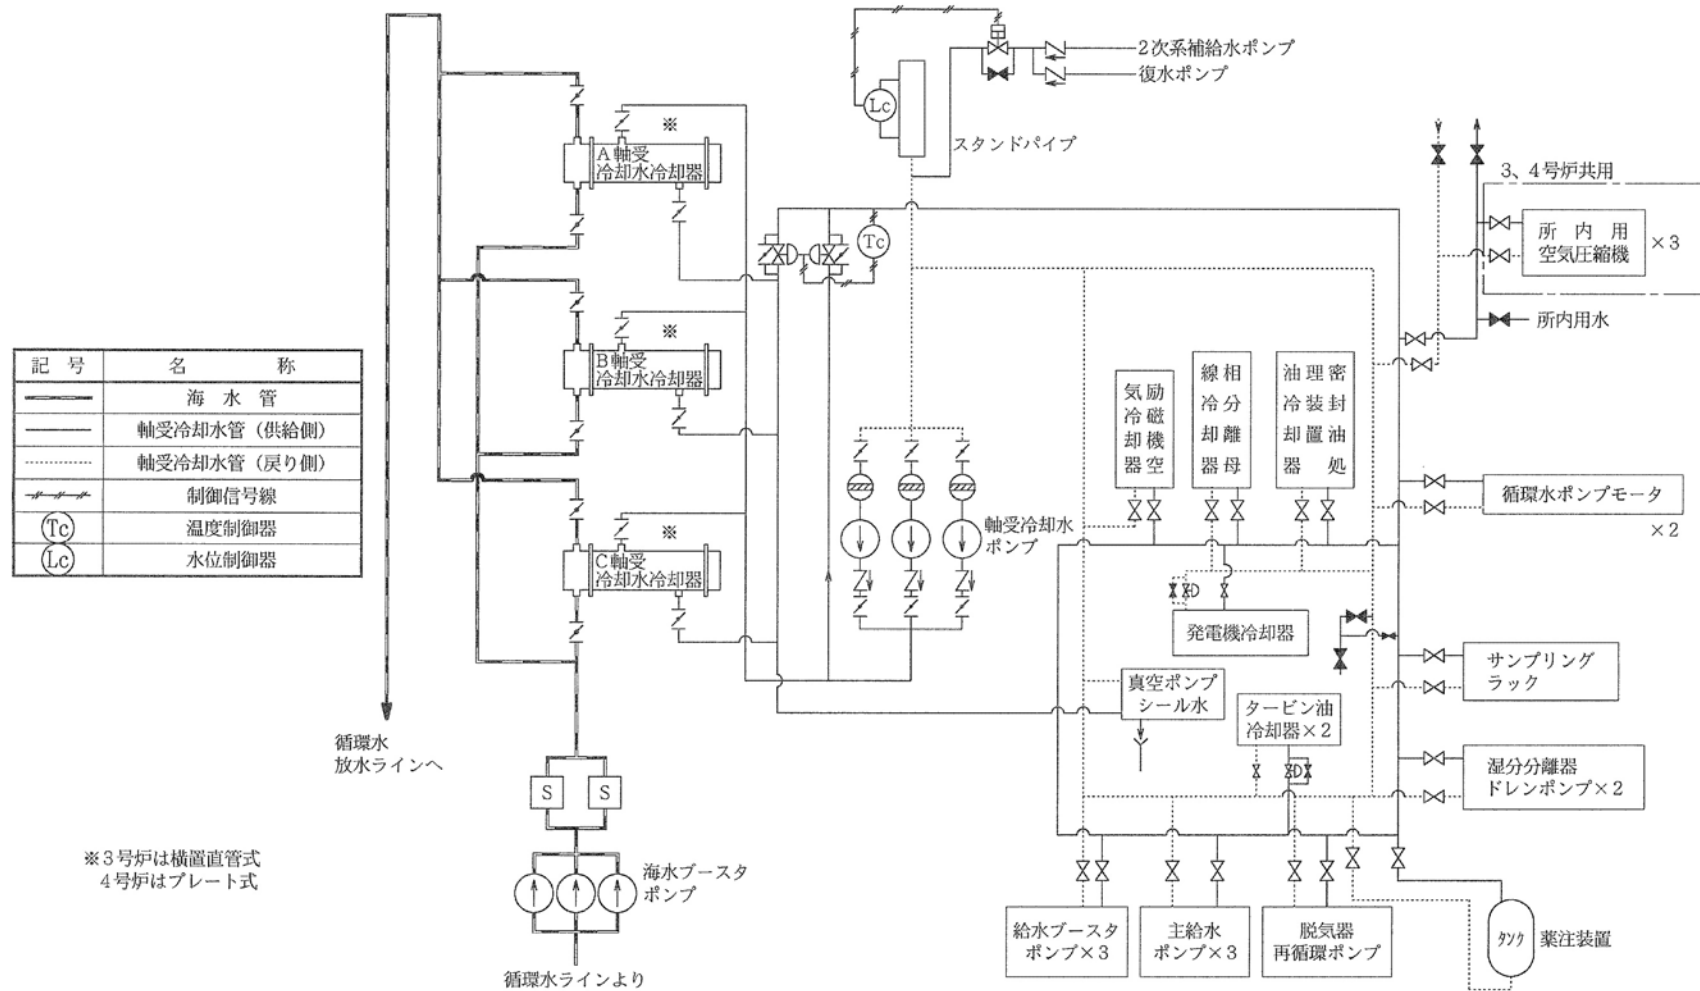 2次系補給水ポンプ
復水ポンプ
Lc
スタンドパイプ
※
A軸受
冷却水冷却器
Tc
3、4号炉共用
所内用
空気圧縮機
×3
所内用水
※
B軸受
冷却水冷却器
記号 名称
海水管
軸受冷却水管（供給側）
軸受冷却水管（戻り側）
制御信号線
Tc 温度制御器
Lc 水位制御器
励磁機空
気冷却器
相分離母
線冷却器
密封油処
理装置
油冷却器
循環水ポンプモータ
×2
※
C軸受
冷却水冷却器
軸受冷却水
ポンプ
発電機冷却器
サンプリング
ラック
真空ポンプ
シール水
タービン油
冷却器×2
湿分分離器
ドレンポンプ×2
循環水
放水ラインへ
S S
※3号炉は横置直管式
4号炉はプレート式
海水ブースタ
ポンプ
循環水ラインより
給水ブースタ
ポンプ×3
主給水
ポンプ×3
脱気器
再循環ポンプ
タンク
薬注装置